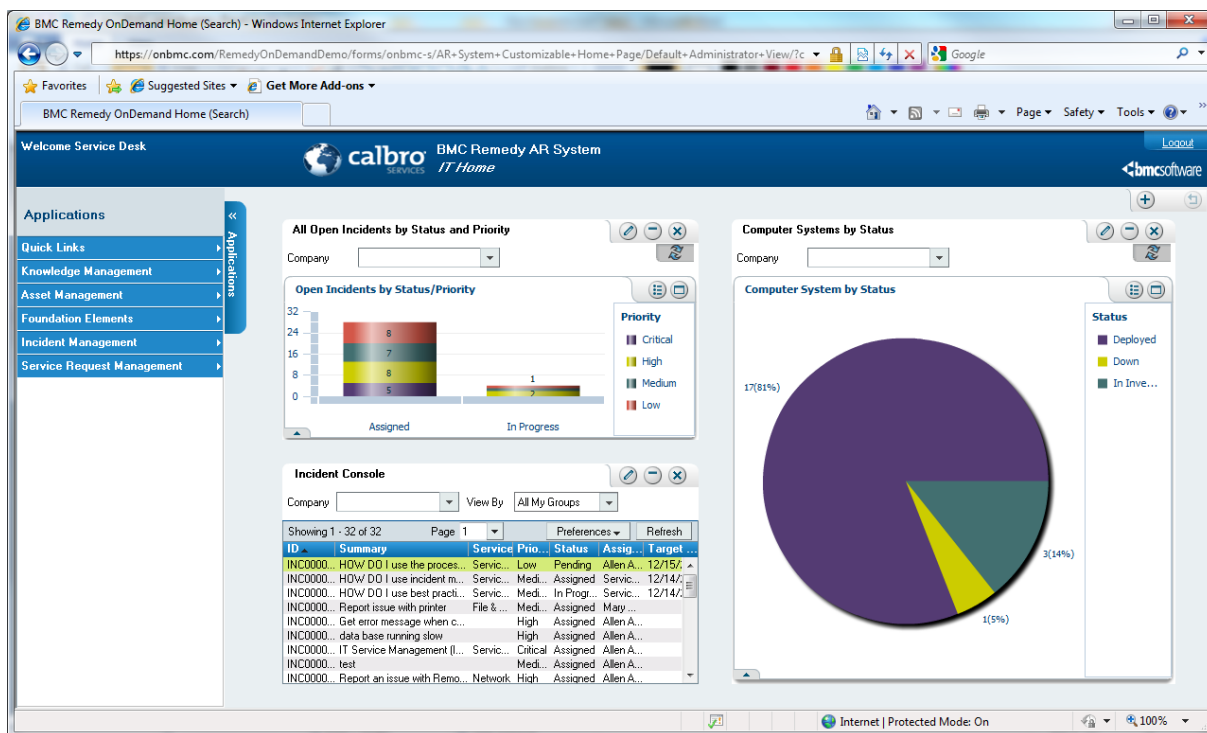 BMC Remedy OnDemand Home (Search) - Windows Internet Explorer
https://onbmc.com/RemedyOnDemandDemo/forms/onbmc-s/AR+System+Customizable+Home+Page/Default+Administrator+View/?c
Google
Favorites Suggested Sites Get More Add-ons
BMC Remedy OnDemand Home (Search)
Page Safety Tools
Welcome Service Desk
calbro SERVICES
BMC Remedy AR System
IT Home
Logout
bmcsoftware
Applications
Quick Links
Knowledge Management
Asset Management
Foundation Elements
Incident Management
Service Request Management
Applications
All Open Incidents by Status and Priority
Company
Open Incidents by Status/Priority
32
24
16
8
0
8
7
8
5
1
2
Assigned In Progress
Priority
Critical
High
Medium
Low
Incident Console
Company View By All My Groups
Showing 1 - 32 of 32 Page 1 Preferences Refresh
ID Summary Service Prio... Status Assig... Target ...
INC0000... HOW DO I use the proces... Servic... Low Pending Allen A... 12/15/
INC0000... HOW DO I use incident m... Servic... Medi... Assigned Servic... 12/14/
INC0000... HOW DO I use best practi... Servic... Medi... In Progr... Servic... 12/14/
INC0000... Report issue with printer File & ... Medi... Assigned Mary ...
INC0000... Get error message when c... High Assigned Allen A...
INC0000... data base running slow High Assigned Allen A...
INC0000... IT Service Management (I... Servic... Critical Assigned Allen A...
INC0000... test Medi... Assigned Allen A...
INC0000... Report an issue with Remo... Network High Assigned Allen A...
Computer Systems by Status
Company
Computer System by Status
17(81%)
3(14%)
1(5%)
Status
Deployed
Down
In Inve...
Internet | Protected Mode: On
100%